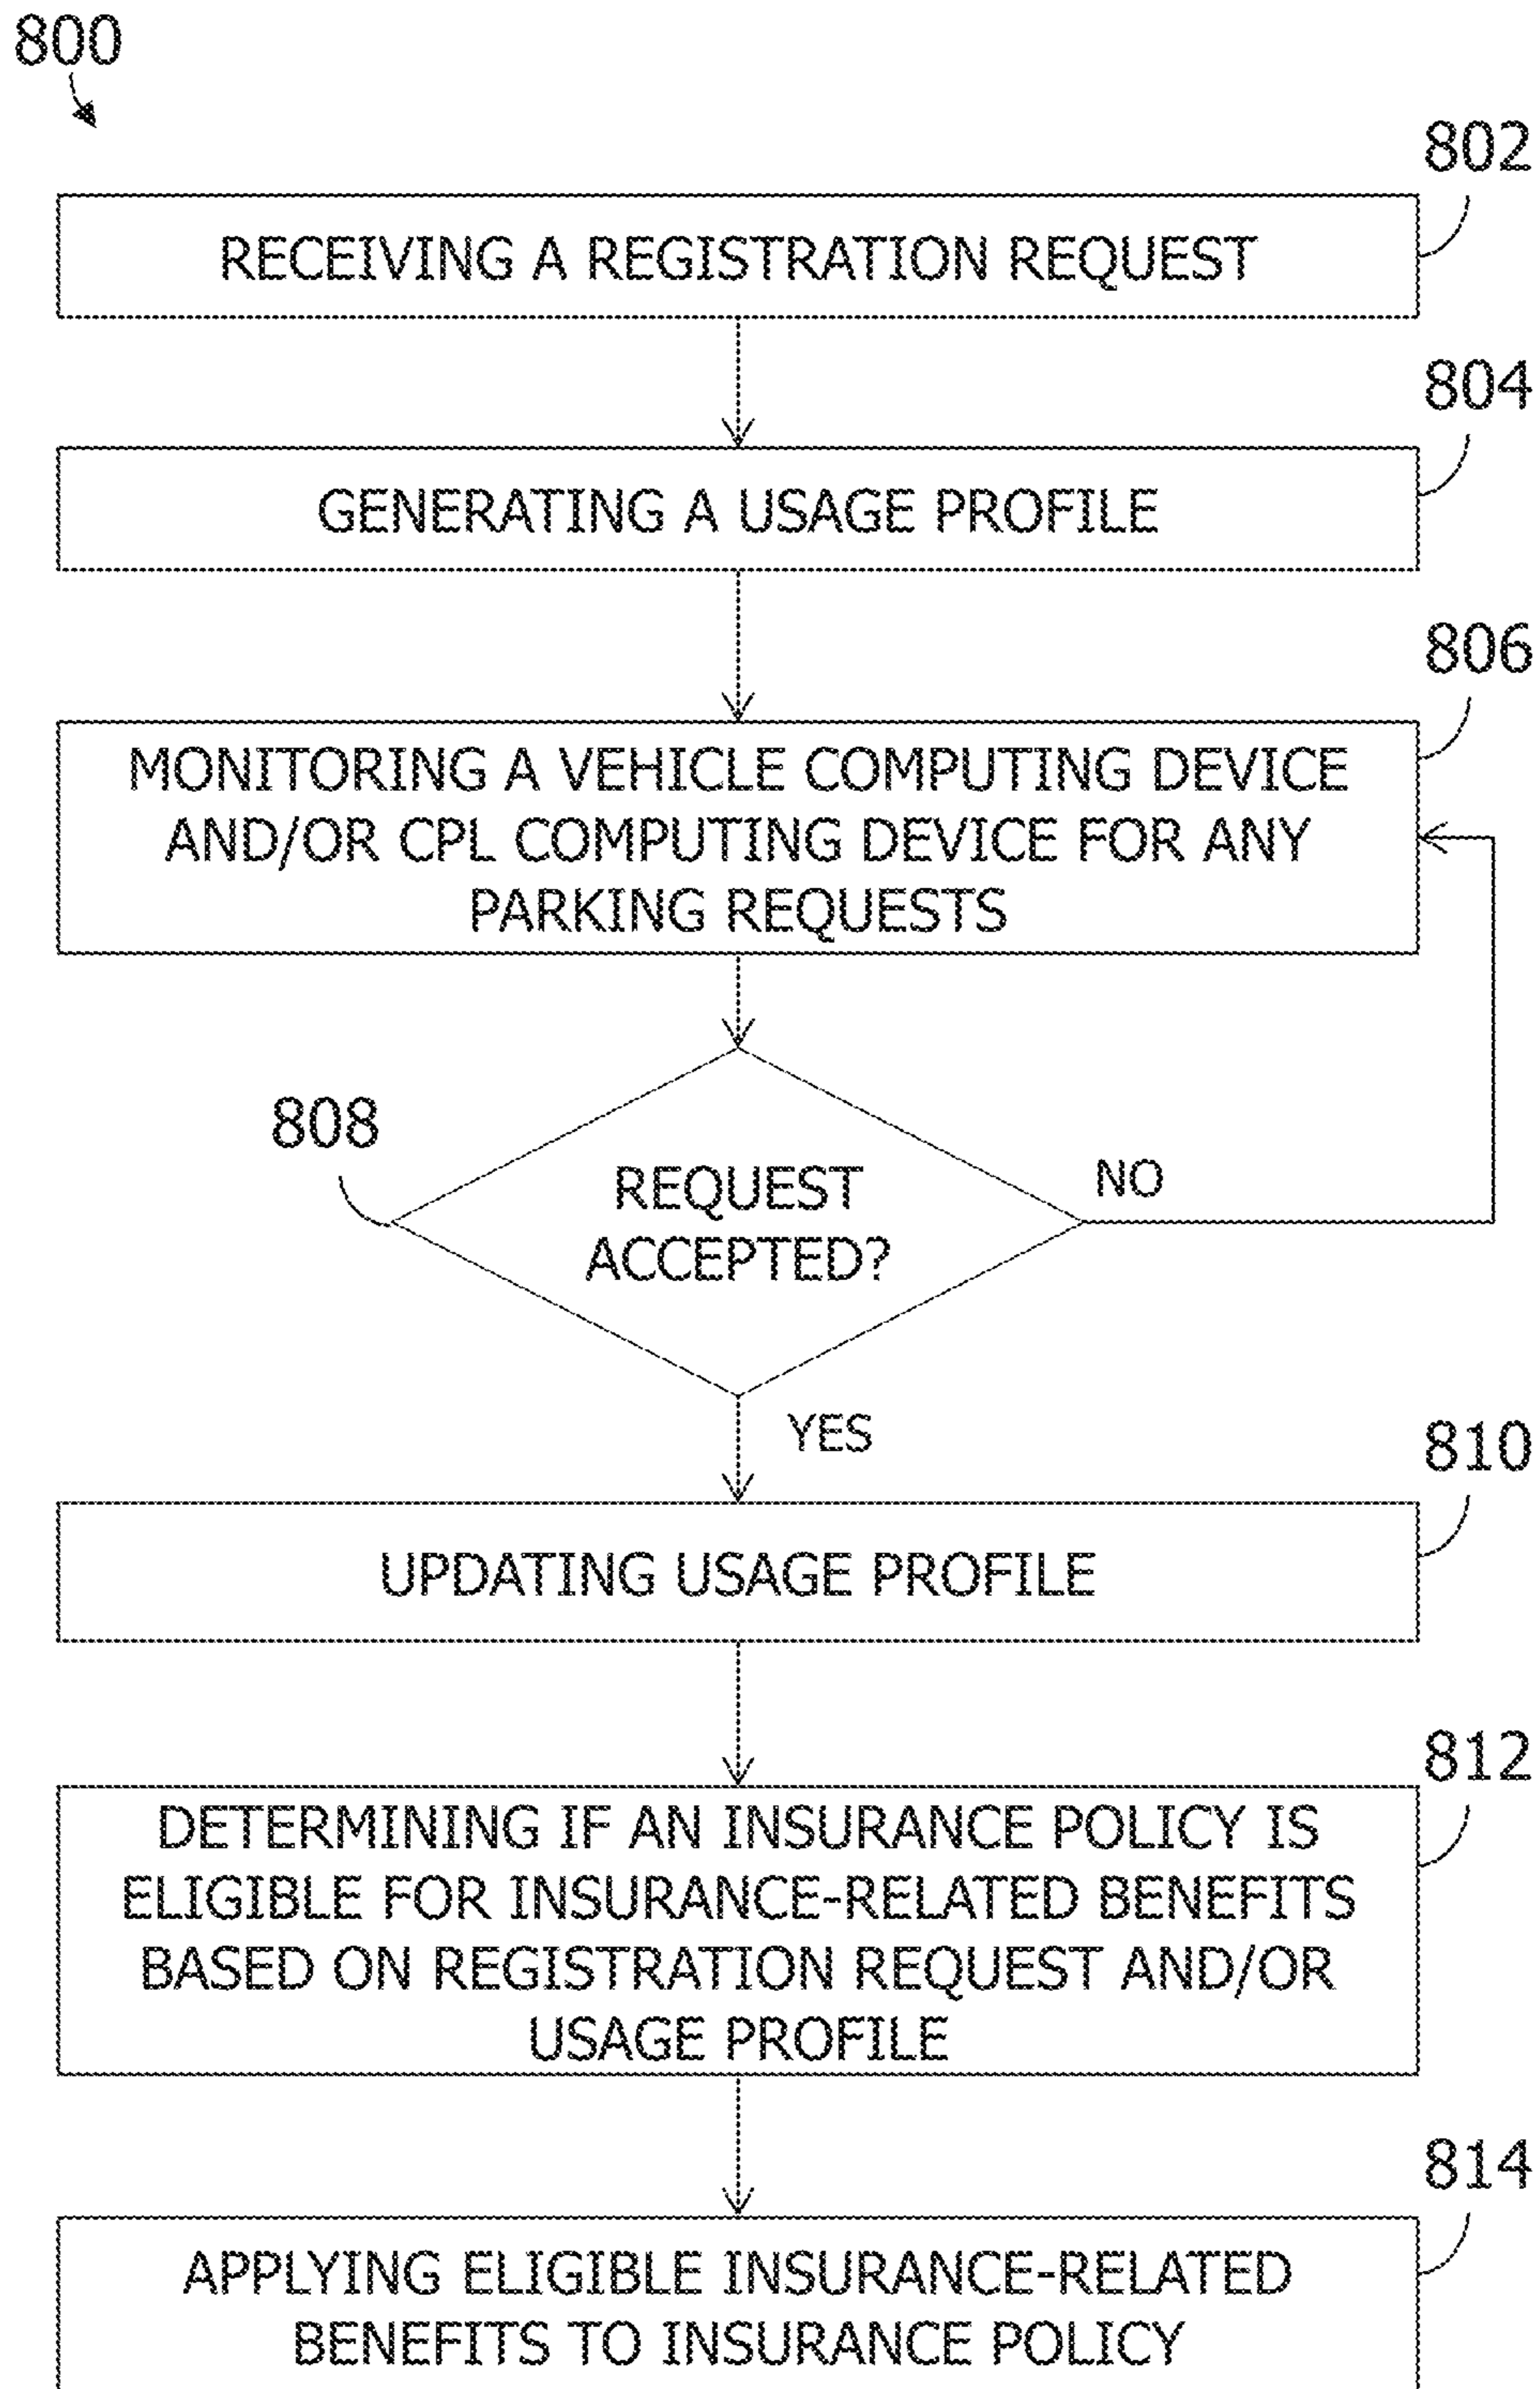 800
802
RECEIVING A REGISTRATION REQUEST
804
GENERATING A USAGE PROFILE
806
MONITORING A VEHICLE COMPUTING DEVICE
AND/OR CPL COMPUTING DEVICE FOR ANY
PARKING REQUESTS
808
REQUEST
ACCEPTED?
NO
YES
810
UPDATING USAGE PROFILE
812
DETERMINING IF AN INSURANCE POLICY IS
ELIGIBLE FOR INSURANCE-RELATED BENEFITS
BASED ON REGISTRATION REQUEST AND/OR
USAGE PROFILE
814
APPLYING ELIGIBLE INSURANCE-RELATED
BENEFITS TO INSURANCE POLICY